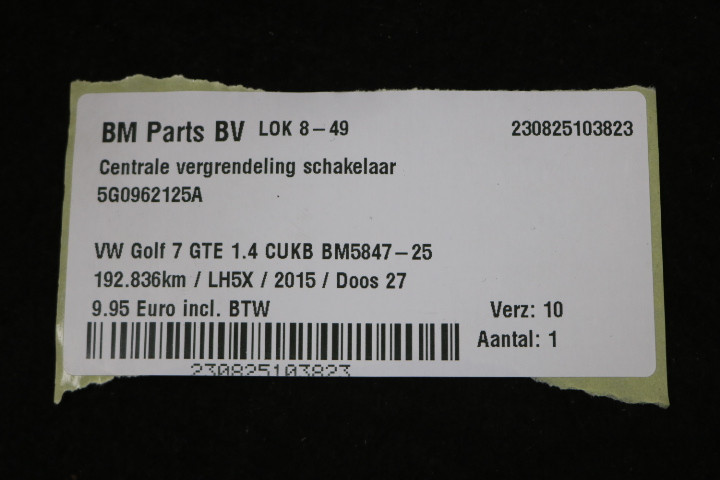 BM Parts BV LOK 8-49 230825103823
Centrale vergrendeling schakelaar
5G0962125A
VW Golf 7 GTE 1.4 CUKB BM5847-25
192.836km / LH5X / 2015 / Doos 27
9.95 Euro incl. BTW Verz: 10
Aantal: 1
230825103823